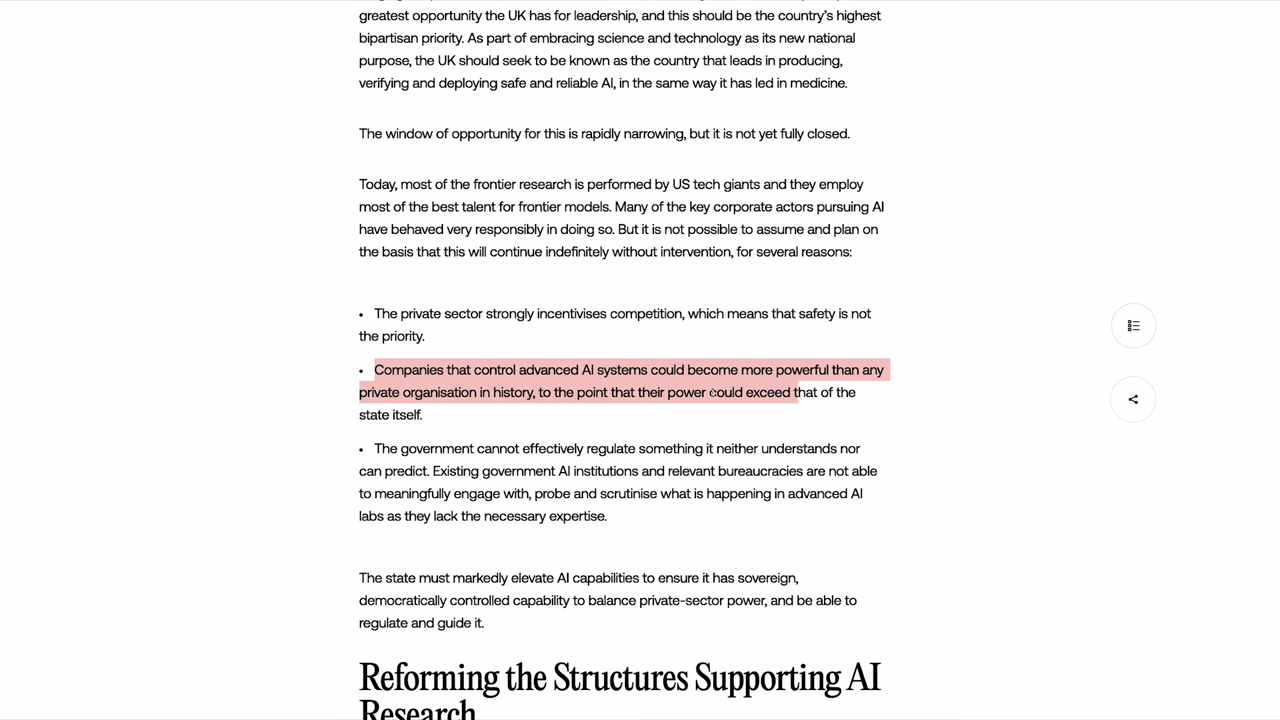 greatest opportunity the UK has for leadership, and this should be the country's highest
bipartisan priority. As part of embracing science and technology as its new national
purpose, the UK should seek to be known as the country that leads in producing,
verifying and deploying safe and reliable AI, in the same way it has led in medicine.
The window of opportunity for this is rapidly narrowing, but it is not yet fully closed.
Today, most of the frontier research is performed by US tech giants and they employ
most of the best talent for frontier models. Many of the key corporate actors pursuing AI
have behaved very responsibly in doing so. But it is not possible to assume and plan on
the basis that this will continue indefinitely without intervention, for several reasons:
• The private sector strongly incentivises competition, which means that safety is not
the priority.
• Companies that control advanced AI systems could become more powerful than any
private organisation in history, to the point that their power could exceed that of the
state itself.
• The government cannot effectively regulate something it neither understands nor
can predict. Existing government AI institutions and relevant bureaucracies are not able
to meaningfully engage with, probe and scrutinise what is happening in advanced AI
labs as they lack the necessary expertise.
The state must markedly elevate AI capabilities to ensure it has sovereign,
democratically controlled capability to balance private-sector power, and be able to
regulate and guide it.
Reforming the Structures Supporting AI
Research